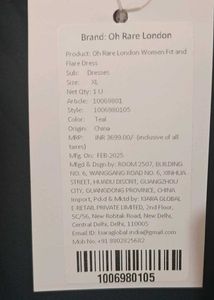 Brand: Oh Rare London
Product: Oh Rare London Women Fit and
Flare Dress
Sub: Dresses
Size: XL
Net Qty: 1 U
Article: 10069801
Style: 1006980105
Color: Teal
Origin: China
MRP: INR 3699.00/- (inclusive of all
taxes)
Mfg. On: FEB-2025
Mfgd & Dsgn by: ROOM 2507, BUILDING
NO. 6, WANGGANG ROAD NO. 6, XINHUA
STREET, HUADU DISCRIT, GUANGZHOU
CITY, GUANGDONG PROVINCE, CHINA
Import, Pckd & Mktd by: KIARA GLOBAL
E-RETAIL PRIVATE LIMITED, 2nd Floor,
5C/56, New Rohtak Road, New Delhi,
Central Delhi, Delhi, 110005
Email ID: kiaraglobal.india@gmail.com
Mob No: +91 8802825682
1006980105